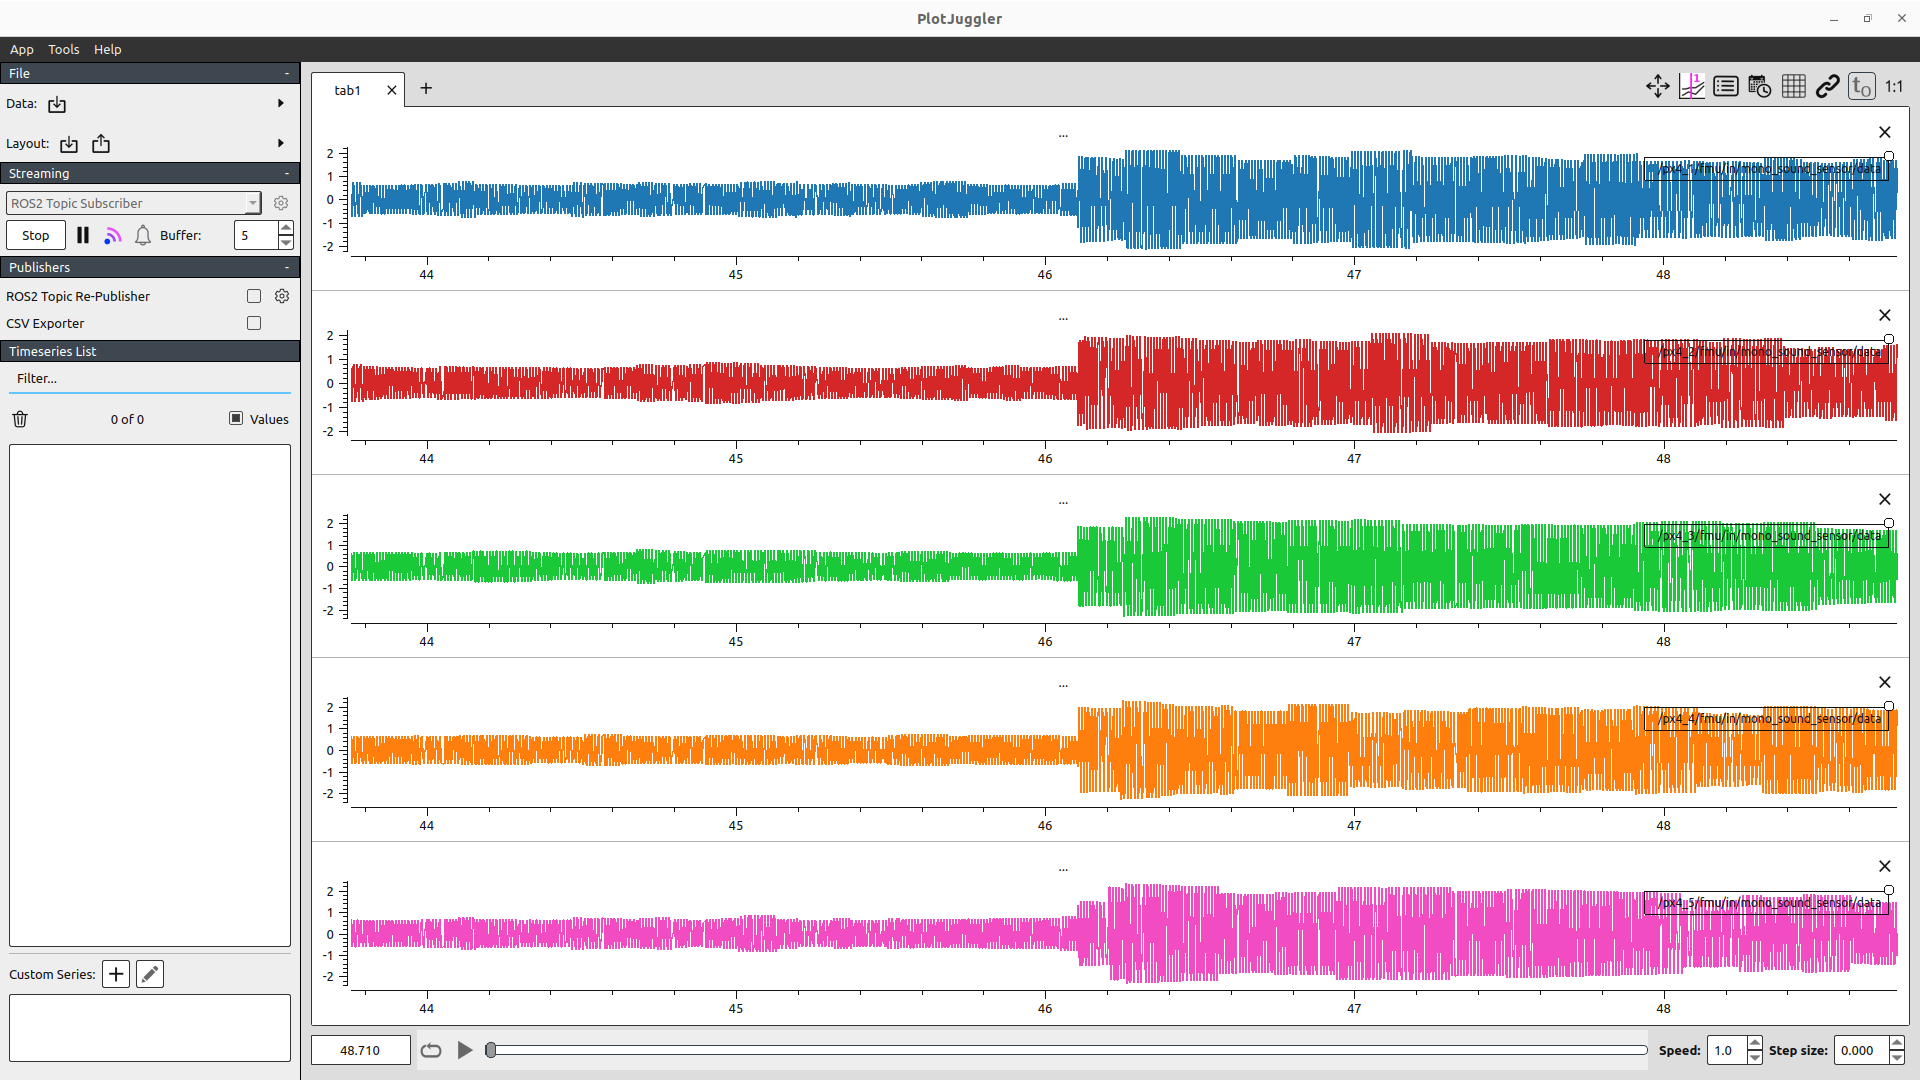 PlotJuggler
App Tools Help
File -
Data:
Layout:
Streaming -
ROS2 Topic Subscriber
Stop Buffer: 5
Publishers -
ROS2 Topic Re-Publisher
CSV Exporter
Timeseries List
Filter...
0 of 0 Values
Custom Series:
tab1
t0 1:1
...
2
1
0
-1
-2
/px4_1/fmu/in/mono_sound_sensor/data
44 45 46 47 48
...
2
1
0
-1
-2
/px4_2/fmu/in/mono_sound_sensor/data
44 45 46 47 48
...
2
1
0
-1
-2
/px4_3/fmu/in/mono_sound_sensor/data
44 45 46 47 48
...
2
1
0
-1
-2
/px4_4/fmu/in/mono_sound_sensor/data
44 45 46 47 48
...
2
1
0
-1
-2
/px4_5/fmu/in/mono_sound_sensor/data
44 45 46 47 48
48.710 Speed: 1.0 Step size: 0.000